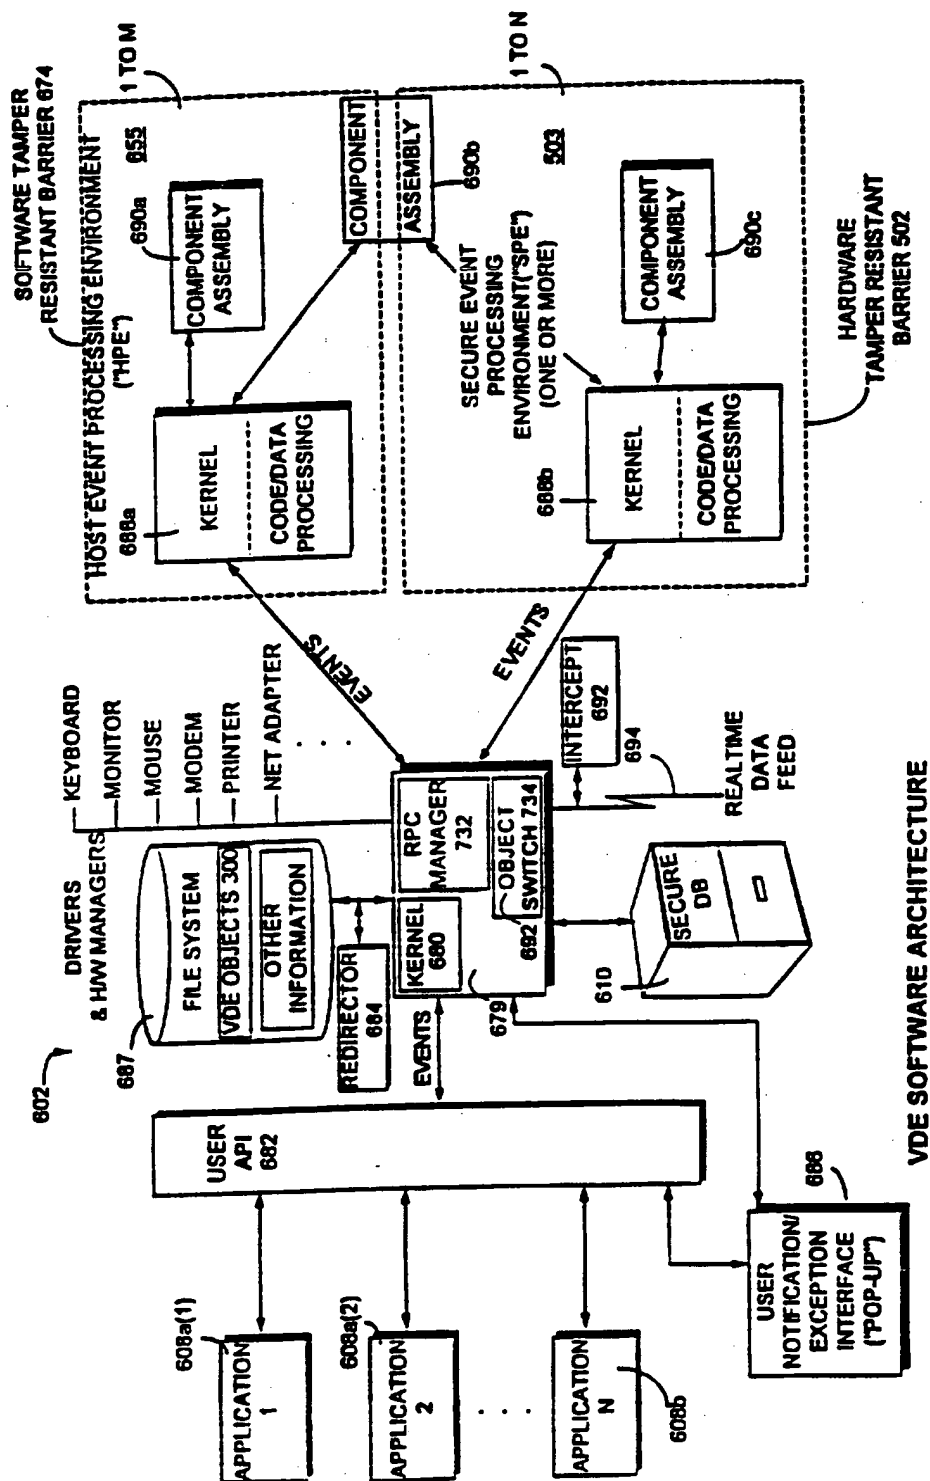 SOFTWARE TAMPER
RESISTANT BARRIER 674
HOST EVENT PROCESSING ENVIRONMENT
("HPE")
655
1 TO M
690a
COMPONENT
ASSEMBLY
688a
KERNEL
CODE/DATA
PROCESSING
COMPONENT
ASSEMBLY
690b
1 TO N
503
SECURE EVENT
PROCESSING
ENVIRONMENT("SPE")
(ONE OR MORE)
688b
KERNEL
CODE/DATA
PROCESSING
COMPONENT
ASSEMBLY
690c
HARDWARE
TAMPER RESISTANT
BARRIER 502
602
DRIVERS
& H/W MANAGERS
KEYBOARD
MONITOR
MOUSE
MODEM
PRINTER
NET ADAPTER
. . .
687
FILE SYSTEM
VDE OBJECTS 300
OTHER
INFORMATION
REDIRECTOR
684
EVENTS
EVENTS
EVENTS
KERNEL
680
RPC
MANAGER
732
692
OBJECT
SWITCH 734
679
INTERCEPT
692
694
REALTIME
DATA
FEED
610
SECURE
DB
USER
API
682
608a(1)
APPLICATION
1
608a(2)
APPLICATION
2
. . .
APPLICATION
N
608b
USER
NOTIFICATION/
EXCEPTION
INTERFACE
("POP-UP")
686
VDE SOFTWARE ARCHITECTURE